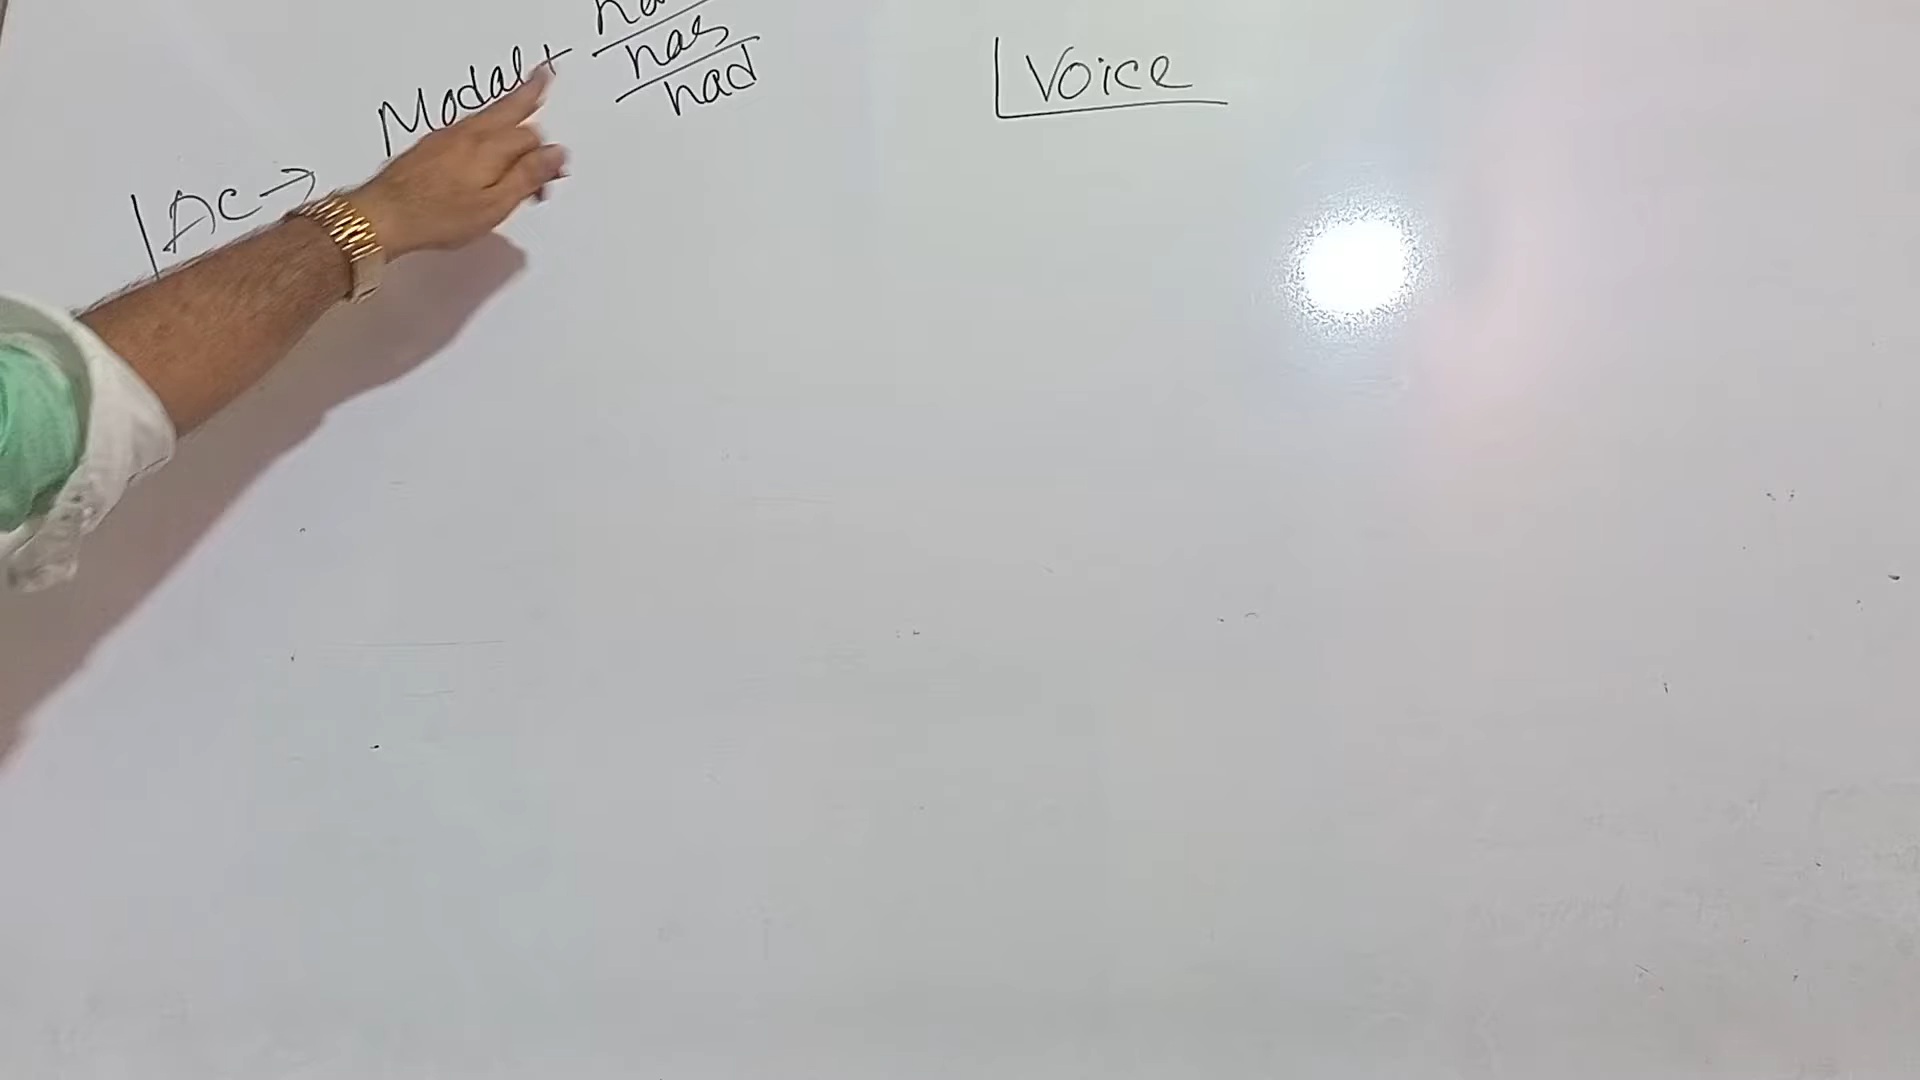 has
Voice
had
Modal +
AC →